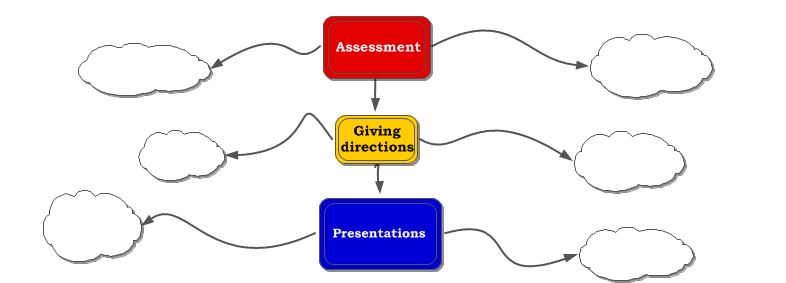 Assessment
Giving
directions
Presentations